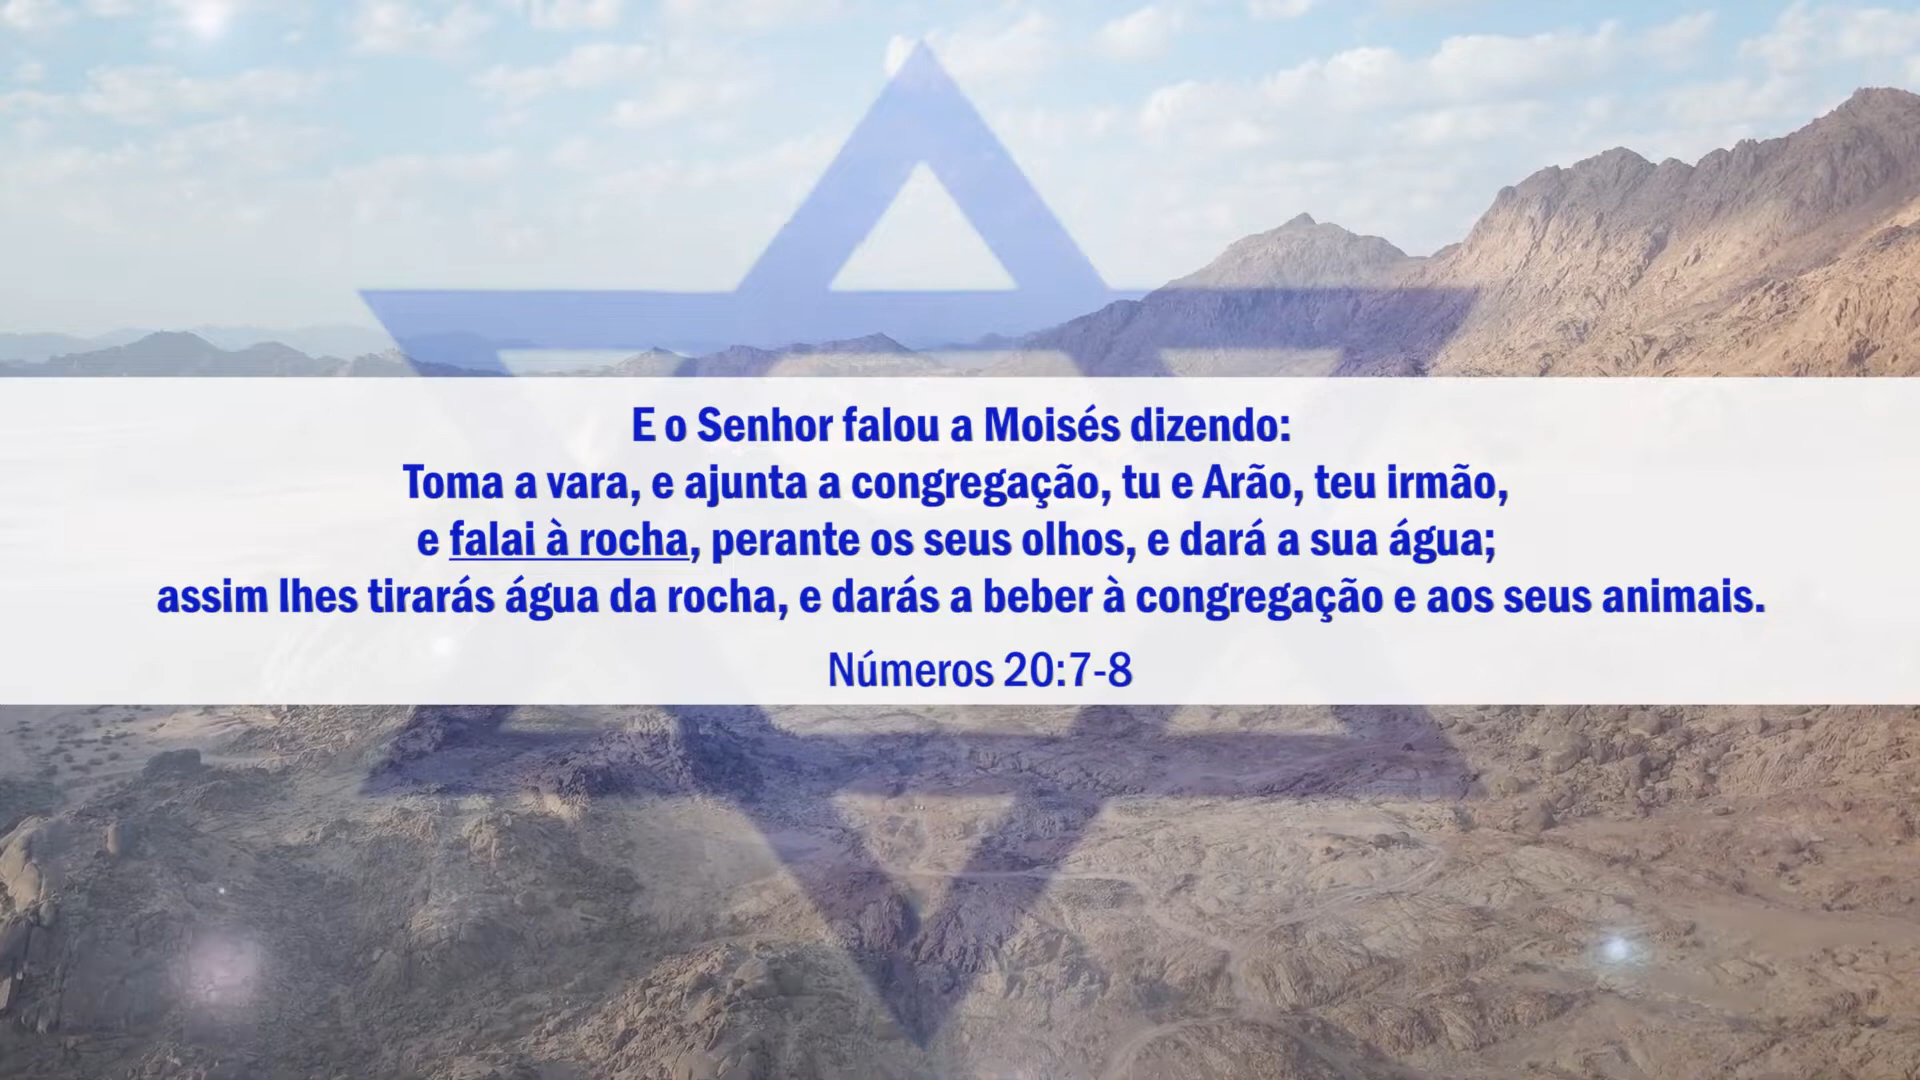 E o Senhor falou a Moisés dizendo:
Toma a vara, e ajunta a congregação, tu e Arão, teu irmão,
e falai à rocha, perante os seus olhos, e dará a sua água;
assim lhes tirarás água da rocha, e darás a beber à congregação e aos seus animais.
Números 20:7-8